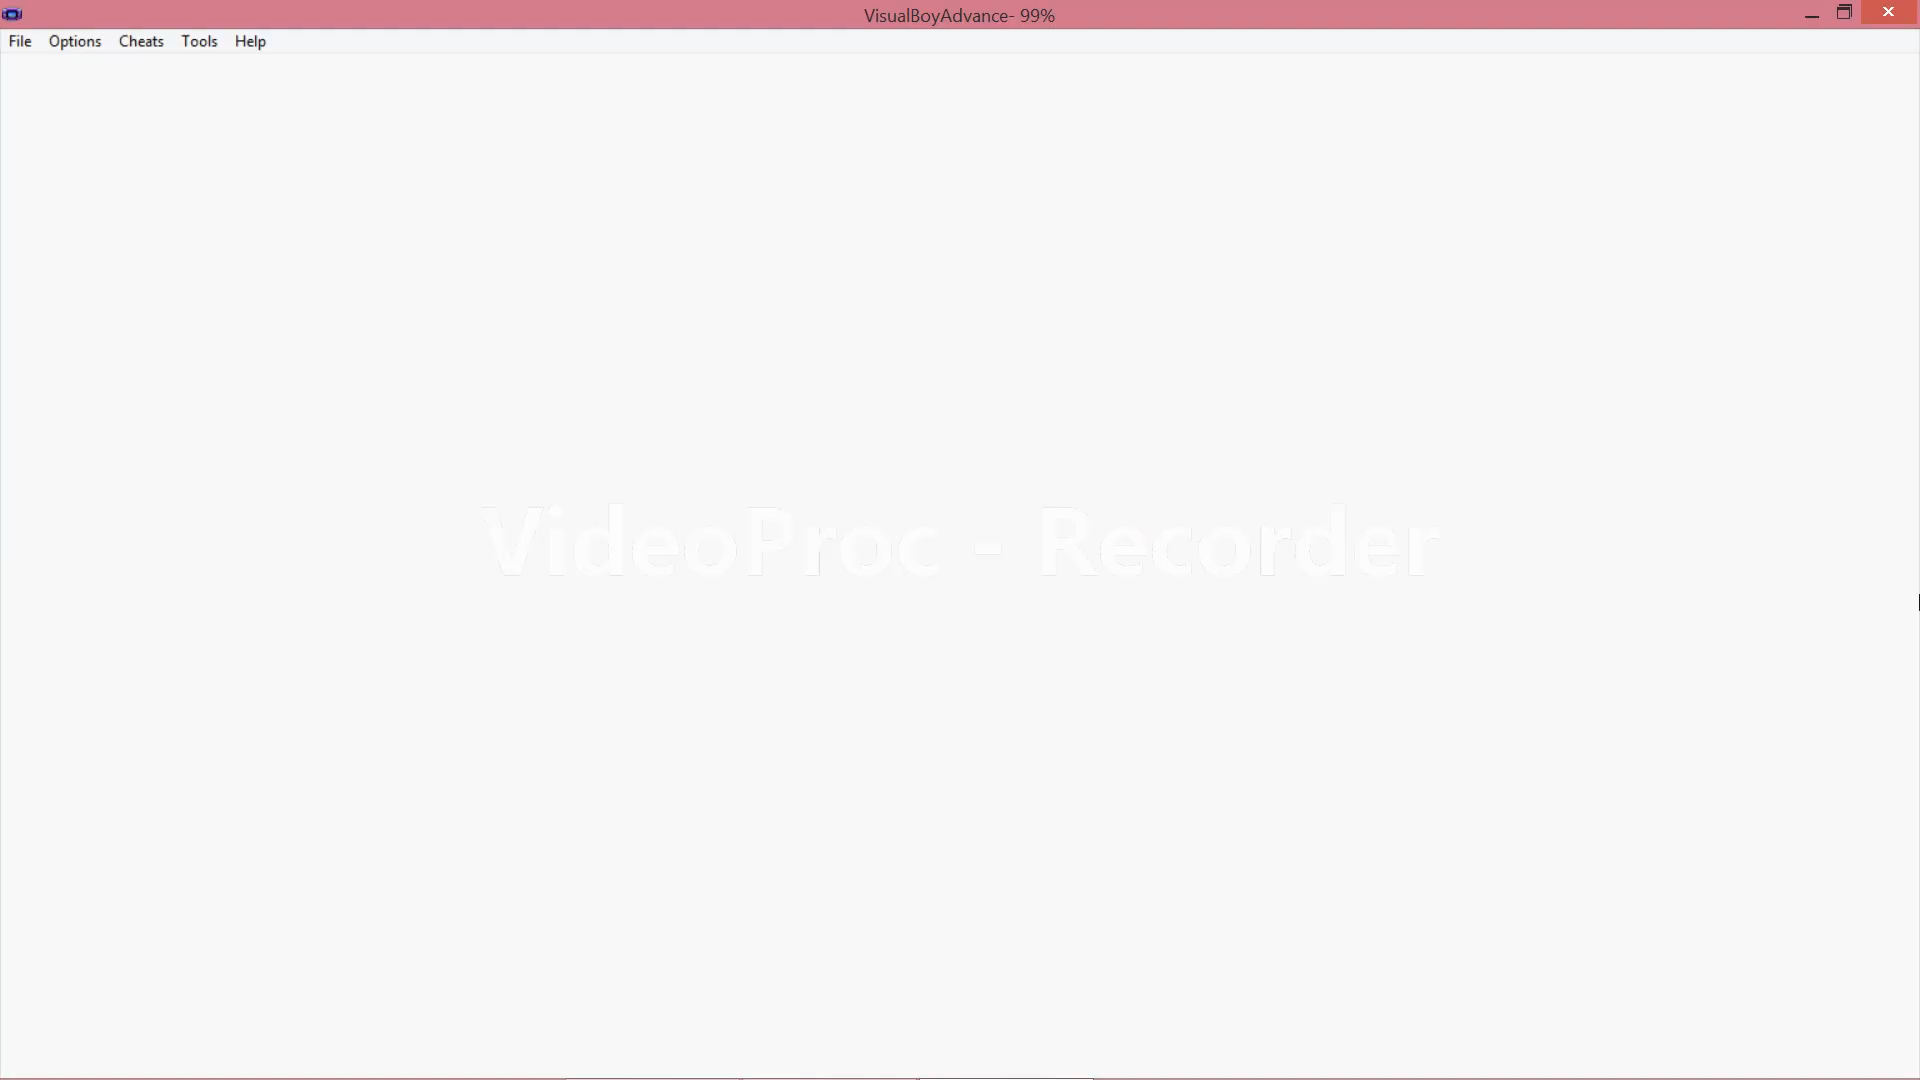 VisualBoyAdvance- 99%
File Options Cheats Tools Help
VideoProc - Recorder